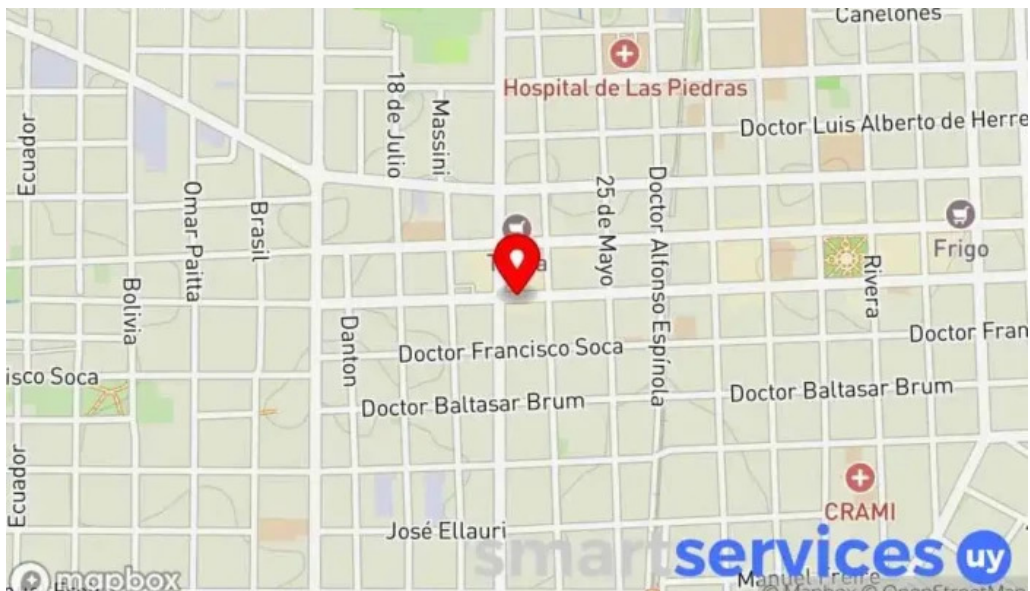 Canelones
Hospital de Las Piedras
Doctor Luis Alberto de Herre
Ecuador
18 de Julio
Massini
Omar Paitta
Brasil
25 de Mayo
Doctor Alfonso Espínola
Frigo
Rivera
Bolivia
Danton
Doctor Francisco Soca
Doctor Fran
isco Soca
Doctor Baltasar Brum
Doctor Baltasar Brum
Ecuador
CRAMI
José Ellauri
smartservices uy
Manuel Freire
mapbox
© Mapbox © OpenStreetMap